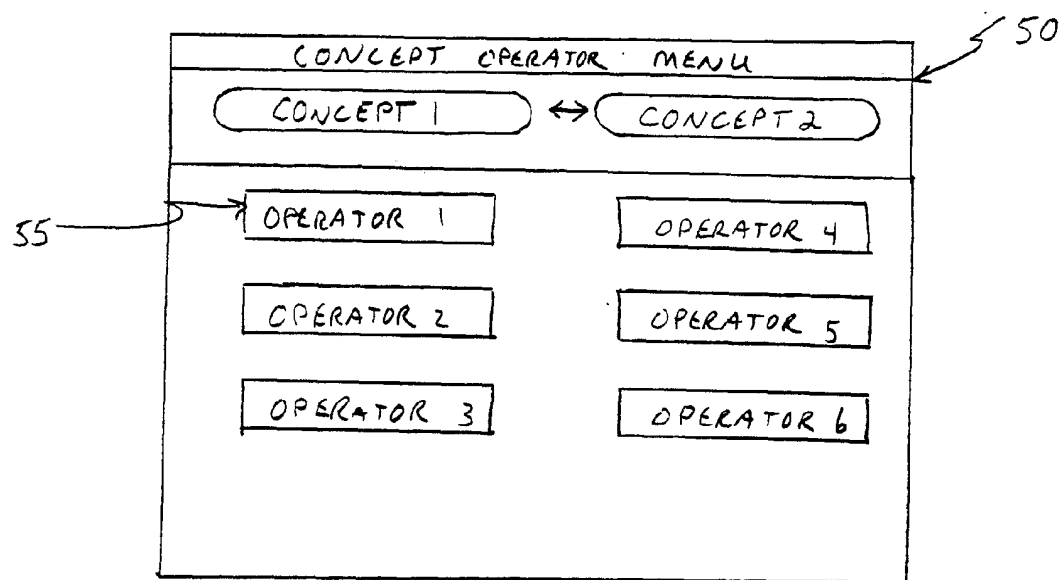 50
CONCEPT OPERATOR MENU
CONCEPT 1 ↔ CONCEPT 2
55
OPERATOR 1 OPERATOR 4
OPERATOR 2 OPERATOR 5
OPERATOR 3 OPERATOR 6